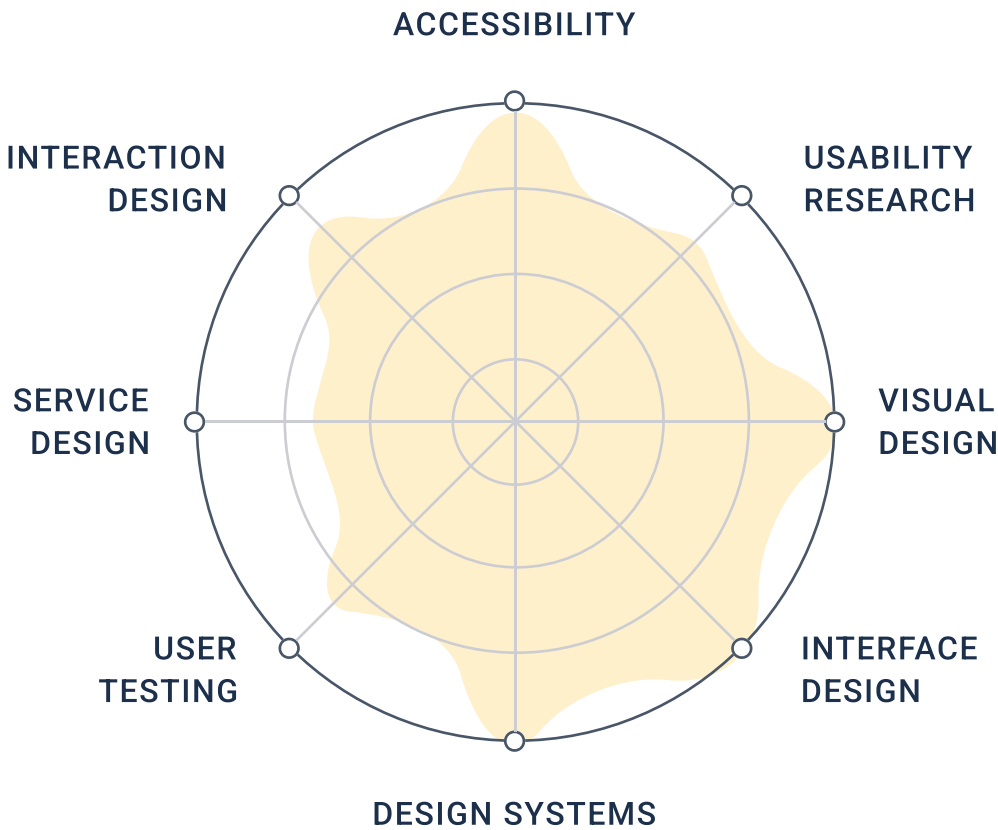 ACCESSIBILITY
INTERACTION
DESIGN
USABILITY
RESEARCH
SERVICE
DESIGN
VISUAL
DESIGN
USER
TESTING
INTERFACE
DESIGN
DESIGN SYSTEMS